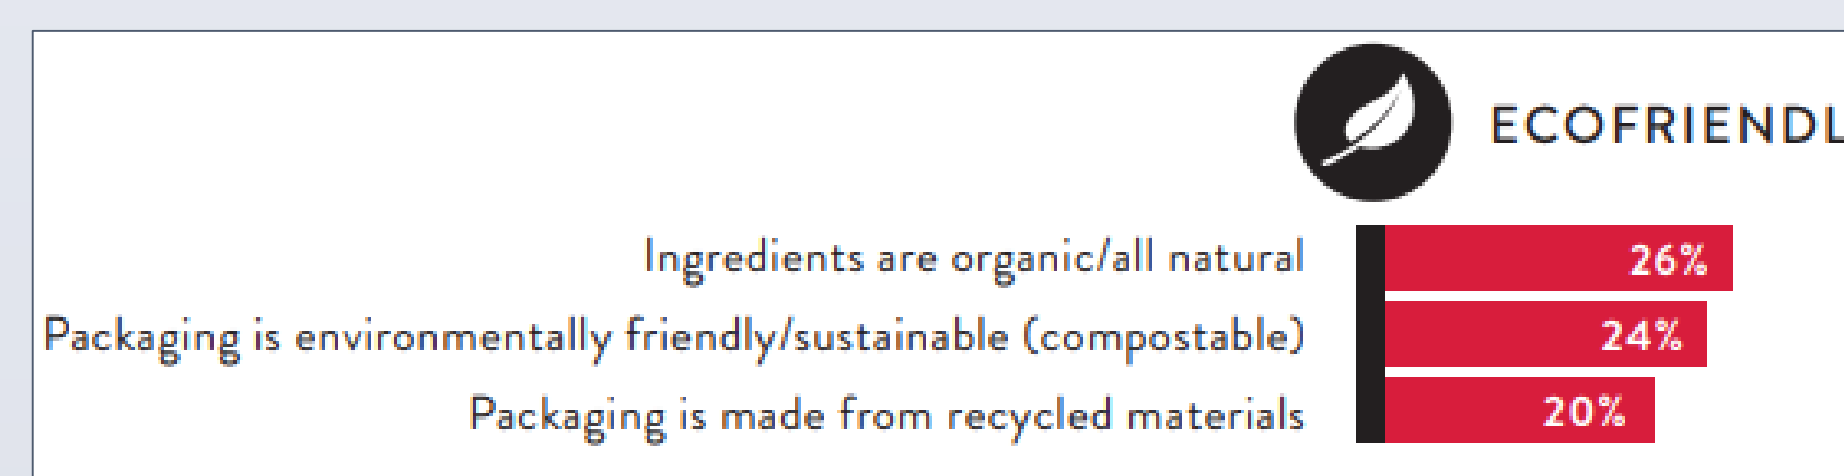 ECOFRIENDL
Ingredients are organic/all natural 26%
Packaging is environmentally friendly/sustainable (compostable) 24%
Packaging is made from recycled materials 20%